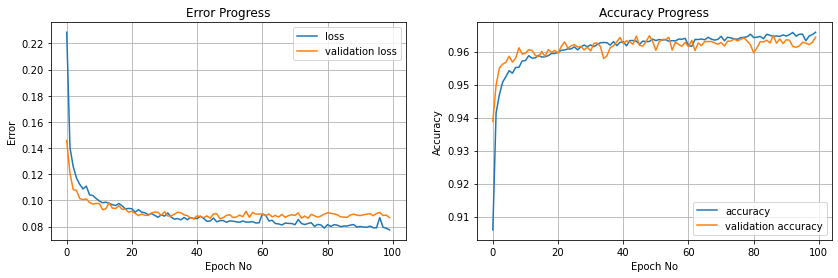 Error Progress
Error
0.22
0.20
0.18
0.16
0.14
0.12
0.10
0.08
0
20
40
60
80
100
Epoch No
loss
validation loss
Accuracy Progress
Accuracy
0.96
0.95
0.94
0.93
0.92
0.91
0
20
40
60
80
100
Epoch No
accuracy
validation accuracy